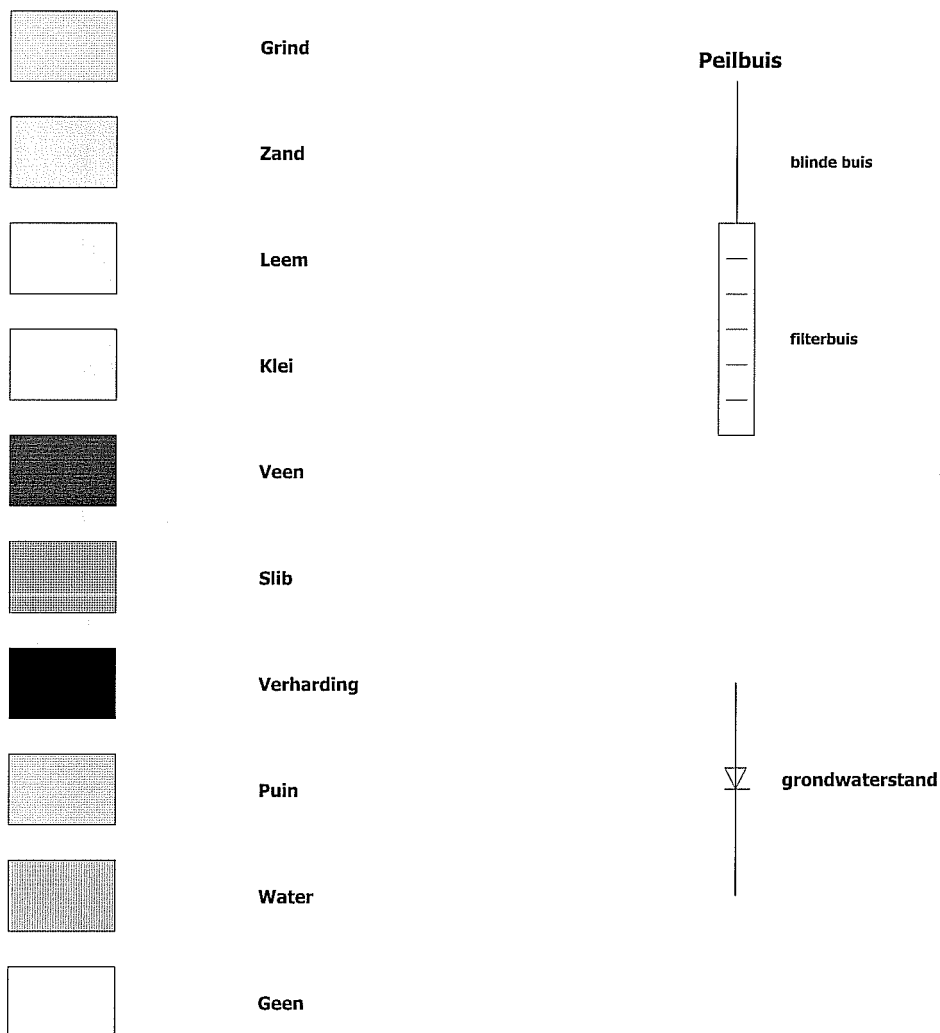 Grind
Zand
Leem
Klei
Veen
Slib
Verharding
Puin
Water
Geen
Peilbuis
blinde buis
filterbuis
grondwaterstand